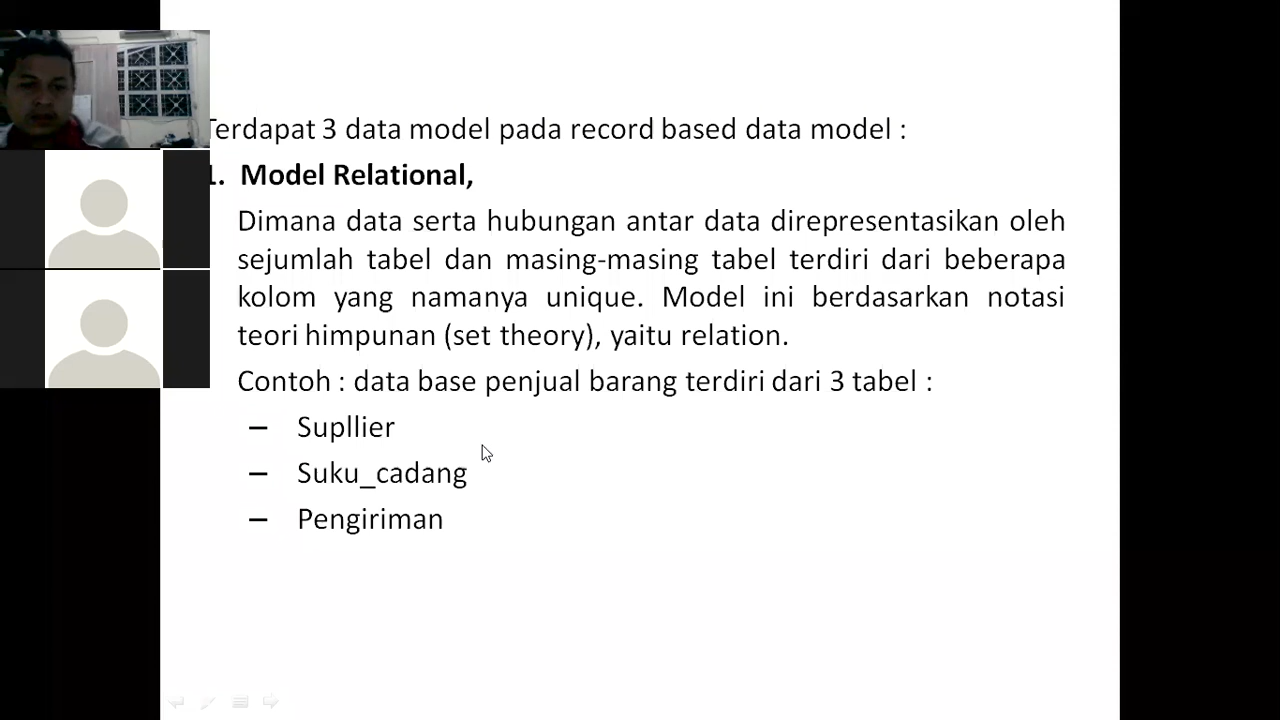 Terdapat 3 data model pada record based data model :
1. Model Relational,
Dimana data serta hubungan antar data direpresentasikan oleh
sejumlah tabel dan masing-masing tabel terdiri dari beberapa
kolom yang namanya unique. Model ini berdasarkan notasi
teori himpunan (set theory), yaitu relation.
Contoh : data base penjual barang terdiri dari 3 tabel :
– Supllier
– Suku_cadang
– Pengiriman